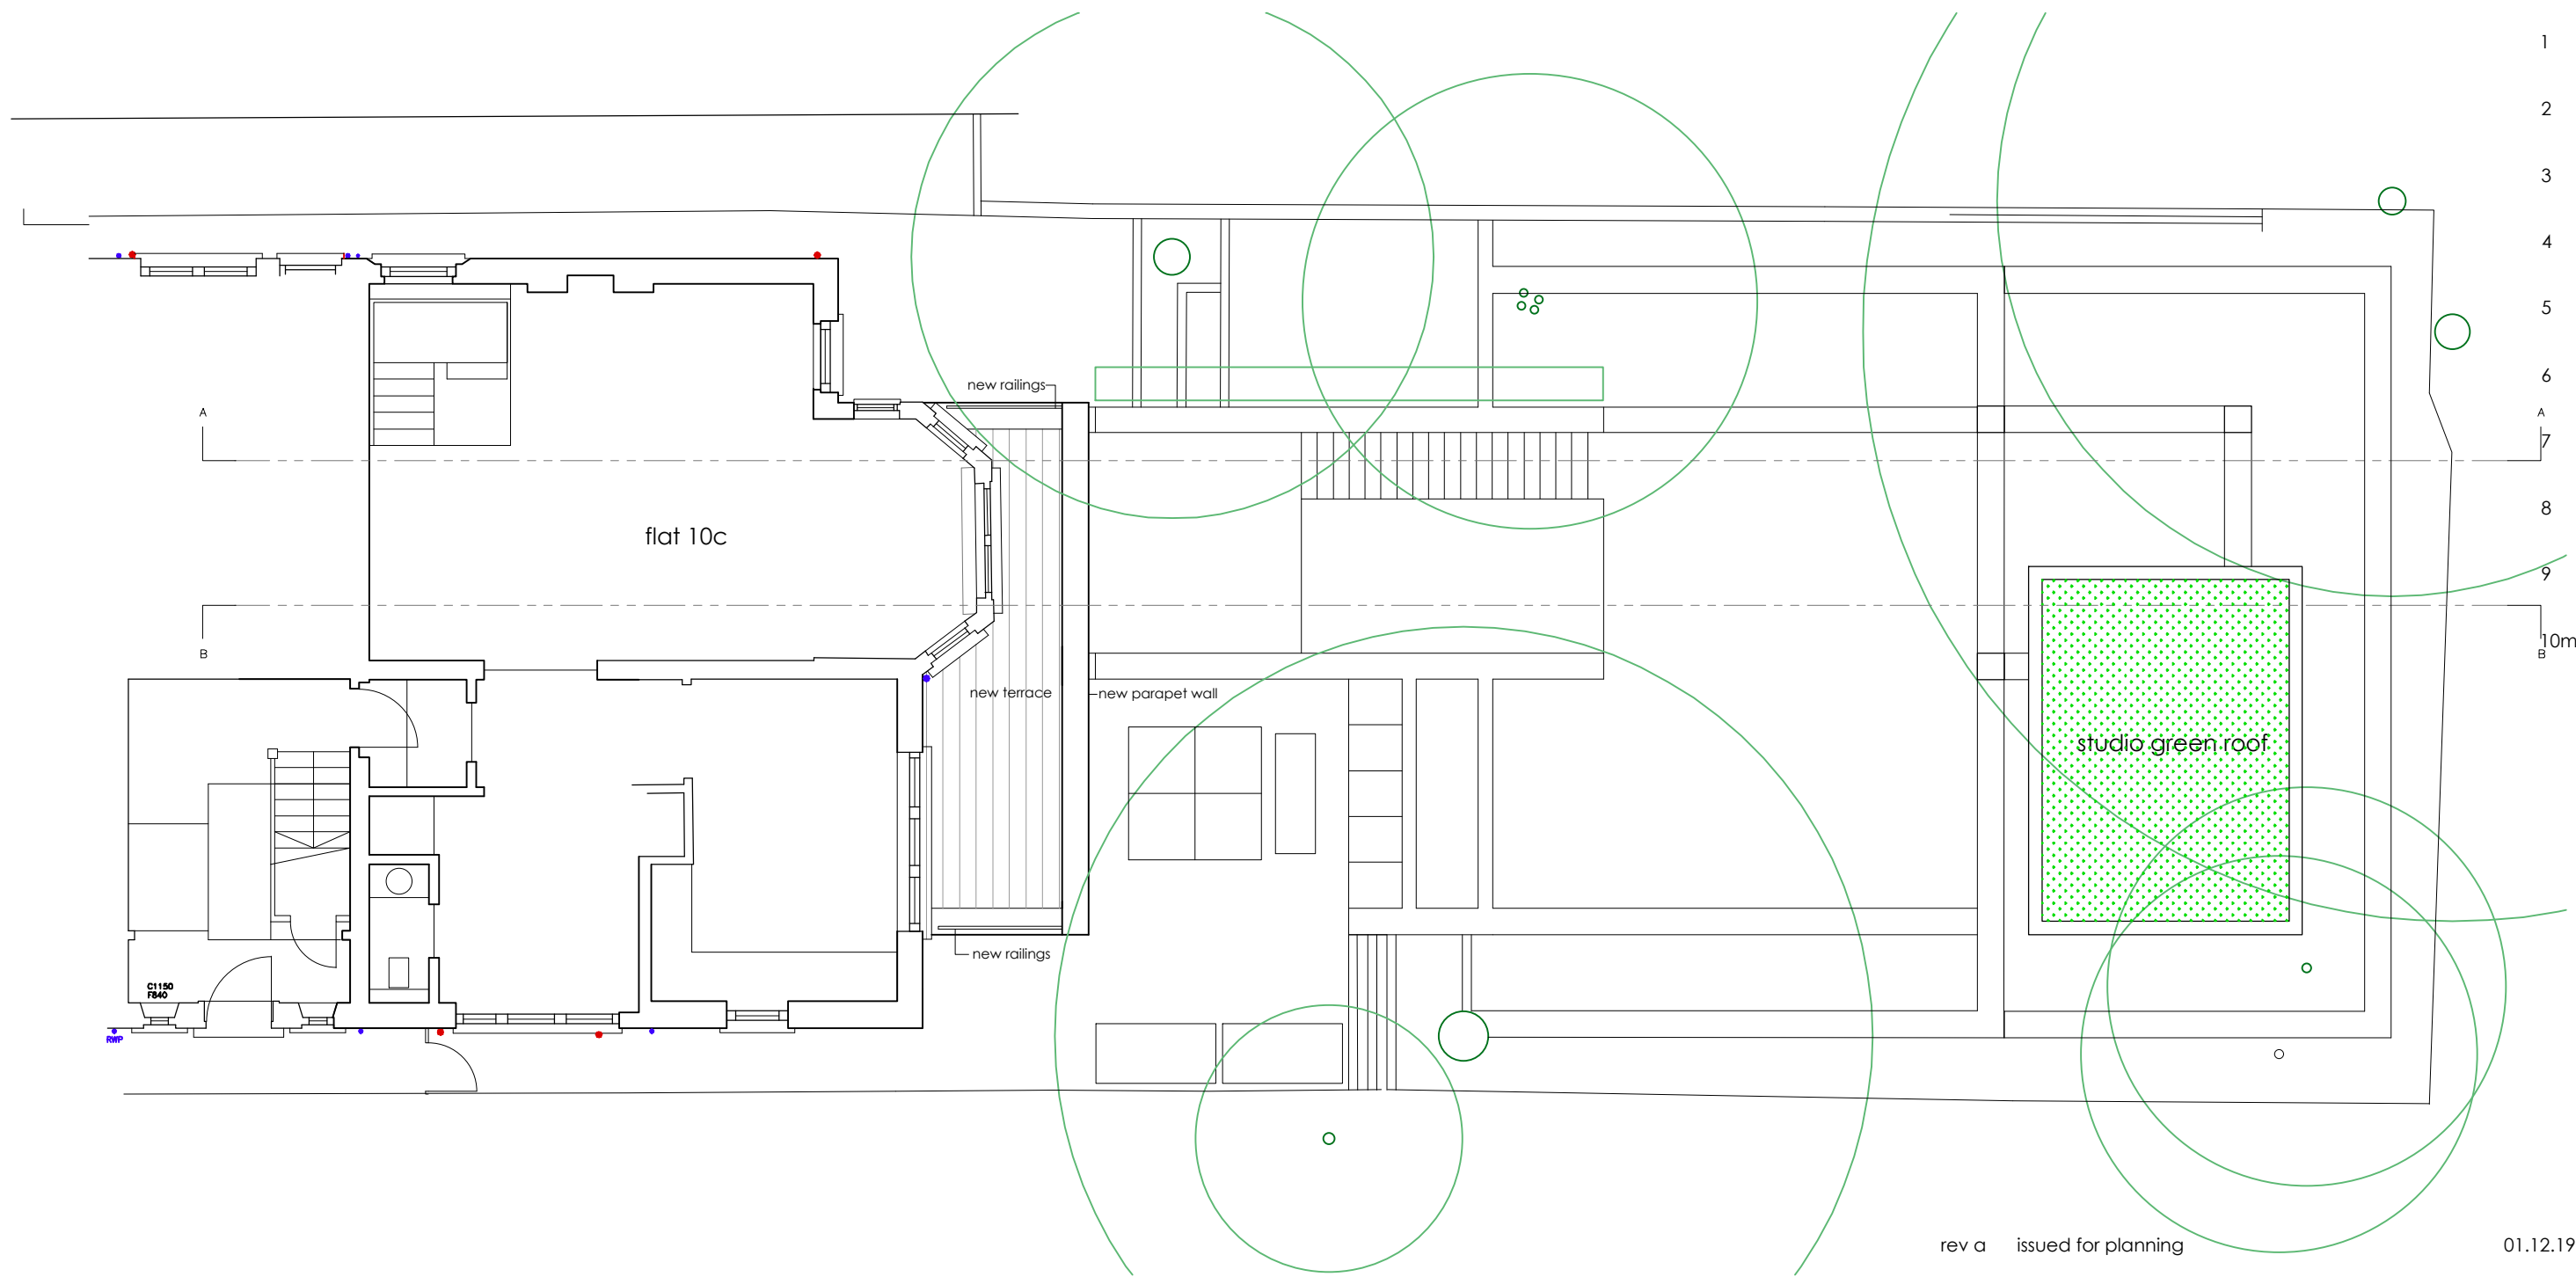 1
2
3
4
5
new railings
6
A
A
7
8
flat 10c
9
10m
B
B
new terrace
new parapet wall
studio green roof
new railings
C1150
F840
RWP
rev a issued for planning 01.12.19